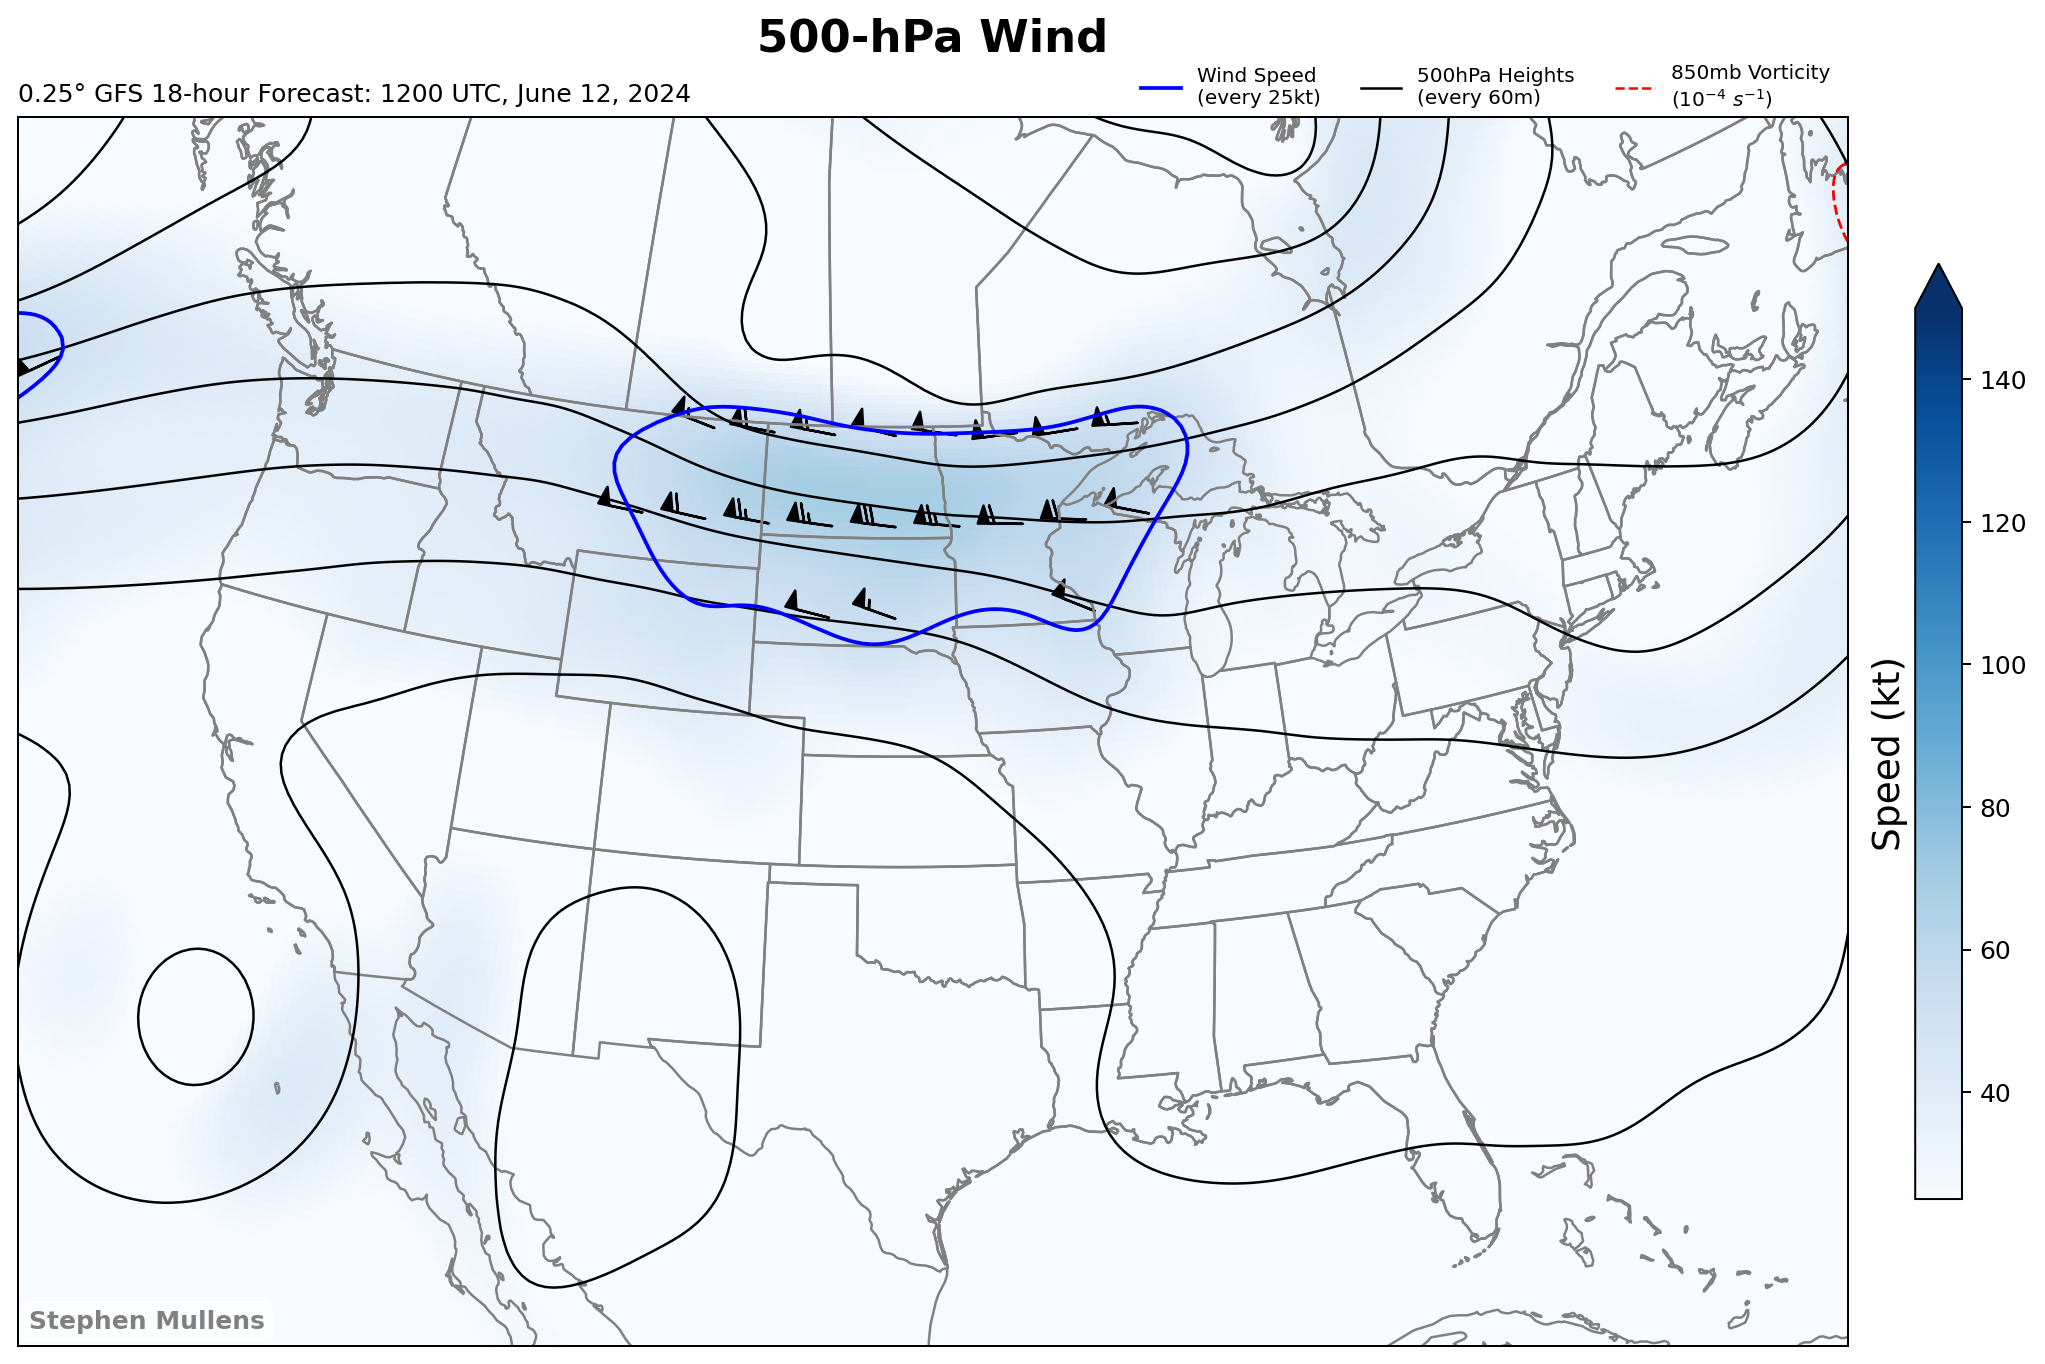 500-hPa Wind
0.25° GFS 18-hour Forecast: 1200 UTC, June 12, 2024
Wind Speed
(every 25kt)
500hPa Heights
(every 60m)
850mb Vorticity
(10⁻⁴ s⁻¹)
140
120
100
80
60
40
Speed (kt)
Stephen Mullens